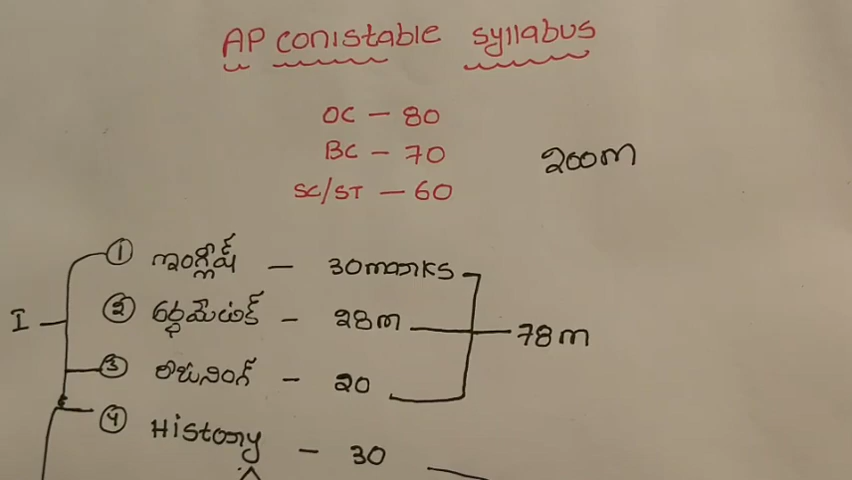 AP conistable syllabus
OC - 80
BC - 70
200m
SC/ST - 60
① ఇంగ్లీష్ - 30marks
② అర్థమేటిక్ - 28m
I
78m
③ రీజనింగ్ - 20
④ History - 30